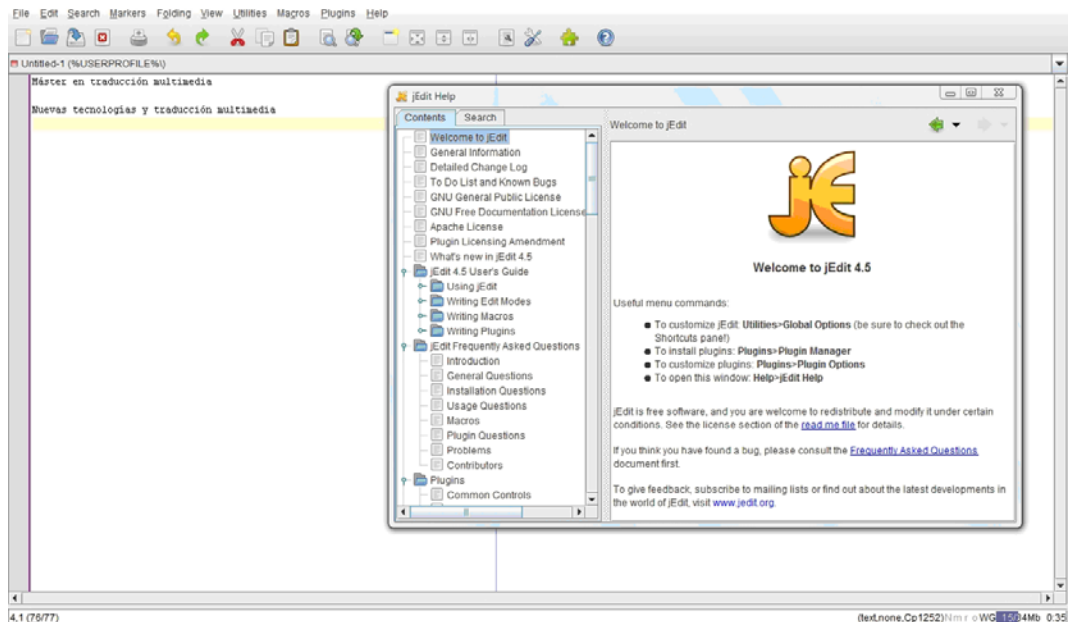 File Edit Search Markers Folding View Utilities Macros Plugins Help
Untitled-1 (%USERPROFILE%\)
Máster en traducción multimedia
Nuevas tecnologías y traducción multimedia
jEdit Help
Contents Search
Welcome to jEdit
General Information
Detailed Change Log
To Do List and Known Bugs
GNU General Public License
GNU Free Documentation License
Apache License
Plugin Licensing Amendment
What's new in jEdit 4.5
jEdit 4.5 User's Guide
Using jEdit
Writing Edit Modes
Writing Macros
Writing Plugins
jEdit Frequently Asked Questions
Introduction
General Questions
Installation Questions
Usage Questions
Macros
Plugin Questions
Problems
Contributors
Plugins
Common Controls
Welcome to jEdit
jE
Welcome to jEdit 4.5
Useful menu commands:
To customize jEdit: Utilities>Global Options (be sure to check out the
Shortcuts pane!)
To install plugins: Plugins>Plugin Manager
To customize plugins: Plugins>Plugin Options
To open this window: Help>jEdit Help
jEdit is free software, and you are welcome to redistribute and modify it under certain
conditions. See the license section of the read me file for details.
If you think you have found a bug, please consult the Frequently Asked Questions
document first.
To give feedback, subscribe to mailing lists or find out about the latest developments in
the world of jEdit, visit www.jedit.org.
4,1 (76/77)
(text,none,Cp1252) N m r o WG 4Mb 0:35